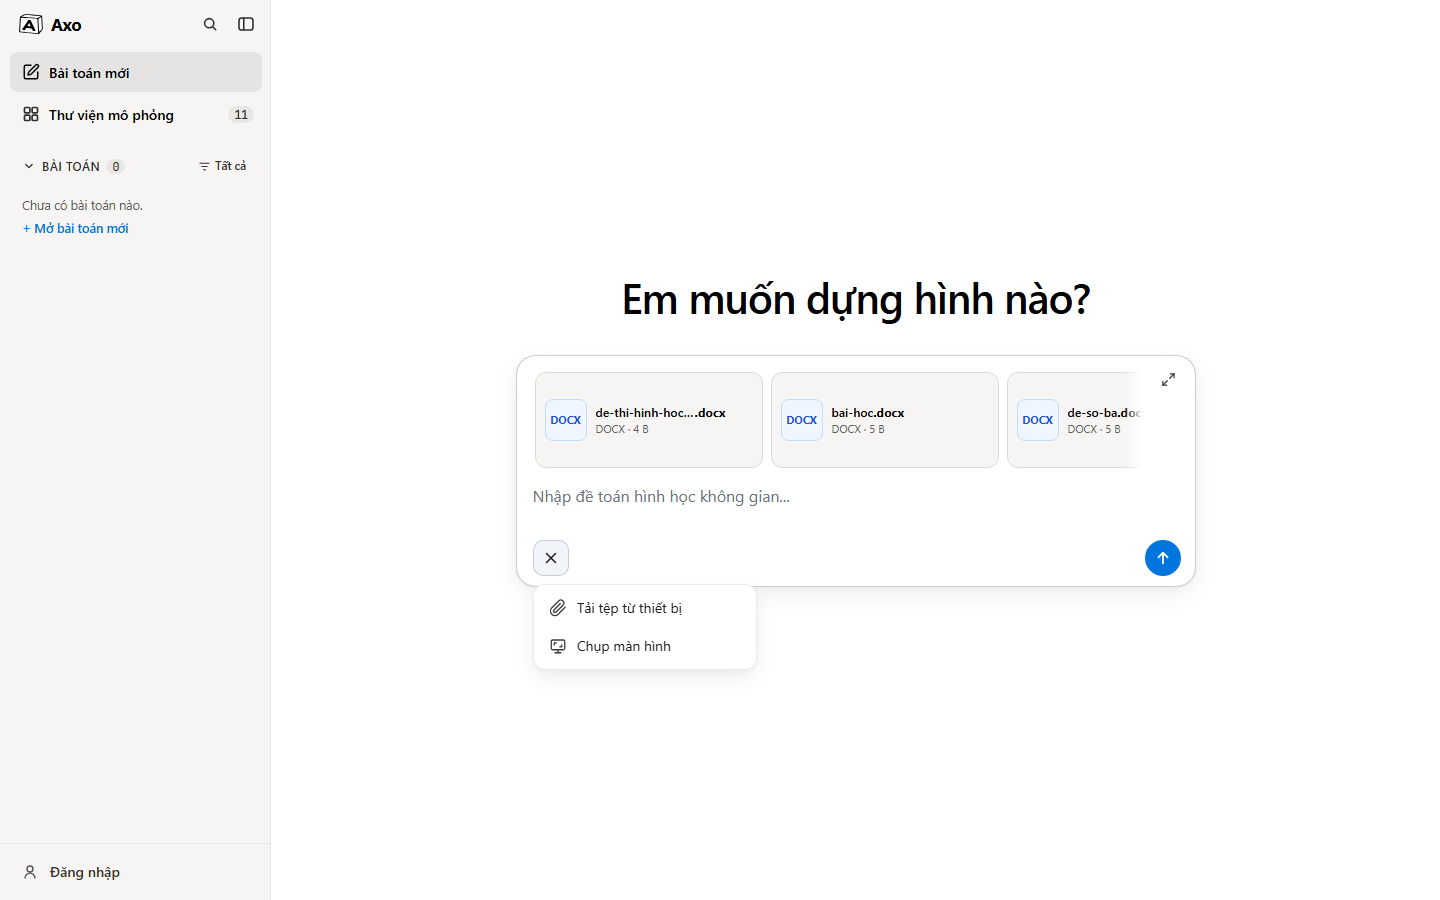 Axo
Bài toán mới
Thư viện mô phỏng 11
BÀI TOÁN 0 Tất cả
Chưa có bài toán nào.
+ Mở bài toán mới
Đăng nhập
Em muốn dựng hình nào?
DOCX de-thi-hinh-hoc....docx
DOCX · 4 B
DOCX bai-hoc.docx
DOCX · 5 B
DOCX de-so-ba.doc
DOCX · 5 B
Nhập đề toán hình học không gian...
Tải tệp từ thiết bị
Chụp màn hình